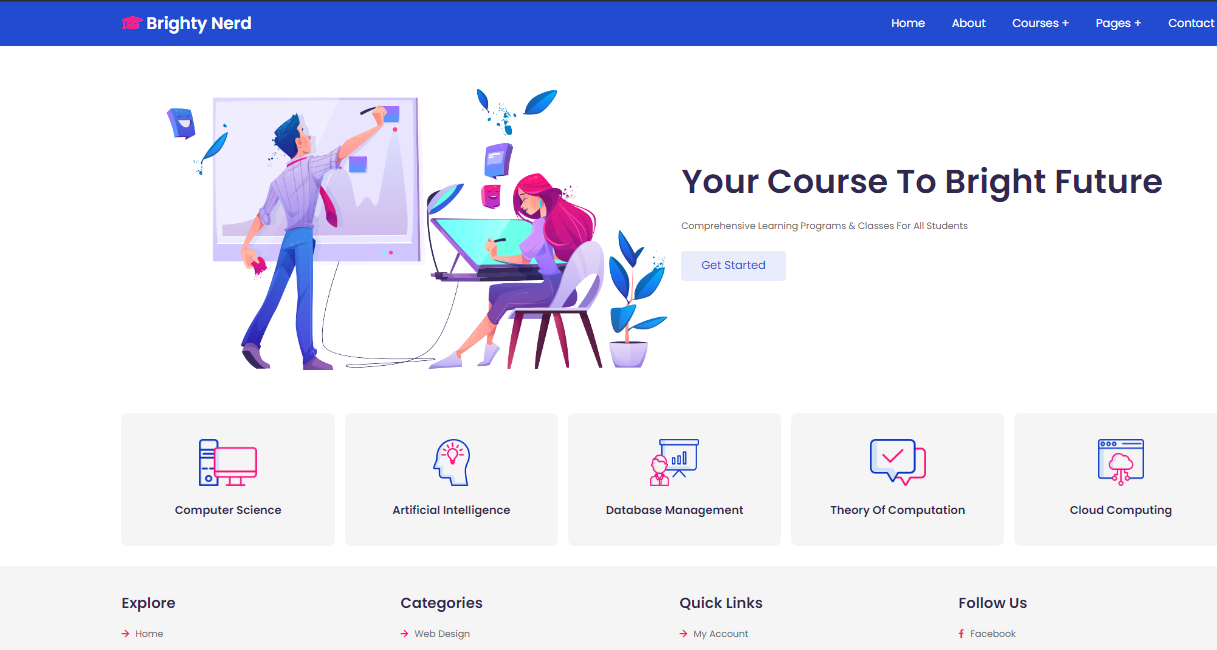 Brighty Nerd
Home About Courses + Pages + Contact
Your Course To Bright Future
Comprehensive Learning Programs & Classes For All Students
Get Started
Computer Science
Artificial Intelligence
Database Management
Theory Of Computation
Cloud Computing
Explore
Home
Categories
Web Design
Quick Links
My Account
Follow Us
Facebook